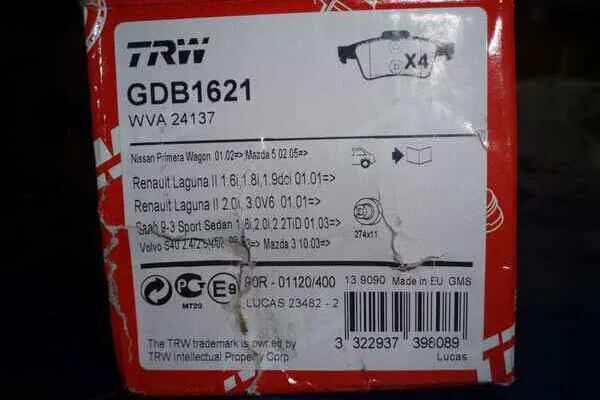 TRW
X4
GDB1621
WVA 24137
Nissan Primera Wagon 01.02=> Mazda 5 02.05=>
Renault Laguna II 1.6i,1.8i,1.9dci 01.01=>
Renault Laguna II 2.0i, 3.0V6 01.01=>
Saab 9-3 Sport Sedan 1.8i,2.0i,2.2TiD 01.03=>
Volvo S40 => Mazda 3 10.03=>
274x11
MT20
E9
90R - 01120/400
13.9090 Made in EU GMS
LUCAS 23482 - 2
The TRW trademark is owned by
TRW Intellectual Property Corp
3 322937 396089
Lucas